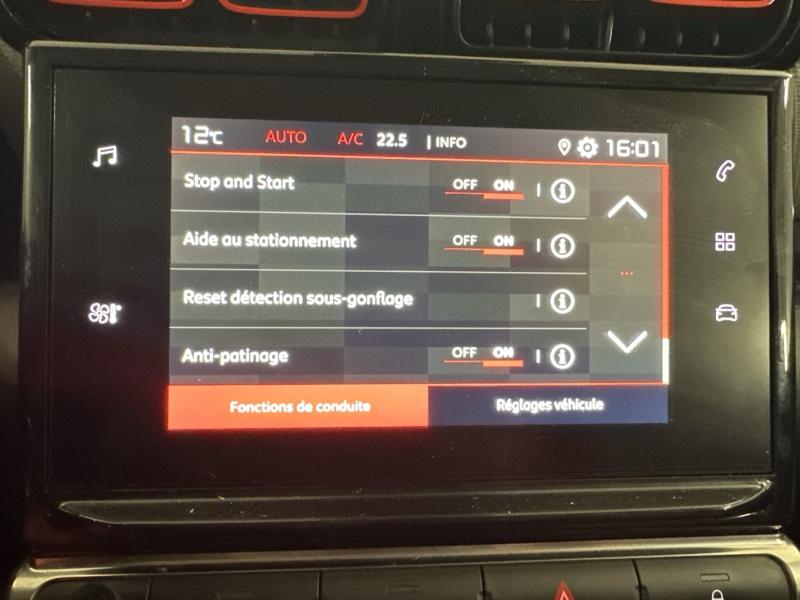 12°C AUTO A/C 22.5 | INFO 16:01
Stop and Start OFF ON
Aide au stationnement OFF ON
Reset détection sous-gonflage
Anti-patinage OFF ON
Fonctions de conduite Réglages véhicule